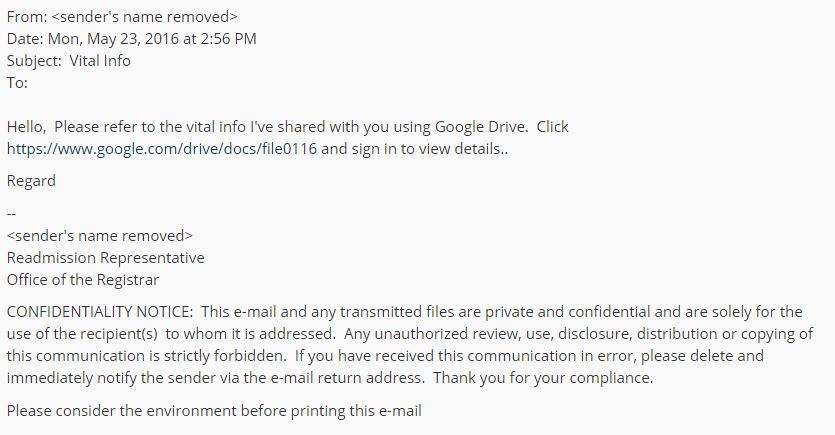 From: <sender's name removed>
Date: Mon, May 23, 2016 at 2:56 PM
Subject:  Vital Info
To:
Hello,  Please refer to the vital info I've shared with you using Google Drive.  Click
https://www.google.com/drive/docs/file0116 and sign in to view details..
Regard
--
<sender's name removed>
Readmission Representative
Office of the Registrar
CONFIDENTIALITY NOTICE:  This e-mail and any transmitted files are private and confidential and are solely for the
use of the recipient(s)  to whom it is addressed.  Any unauthorized review, use, disclosure, distribution or copying of
this communication is strictly forbidden.  If you have received this communication in error, please delete and
immediately notify the sender via the e-mail return address.  Thank you for your compliance.
Please consider the environment before printing this e-mail